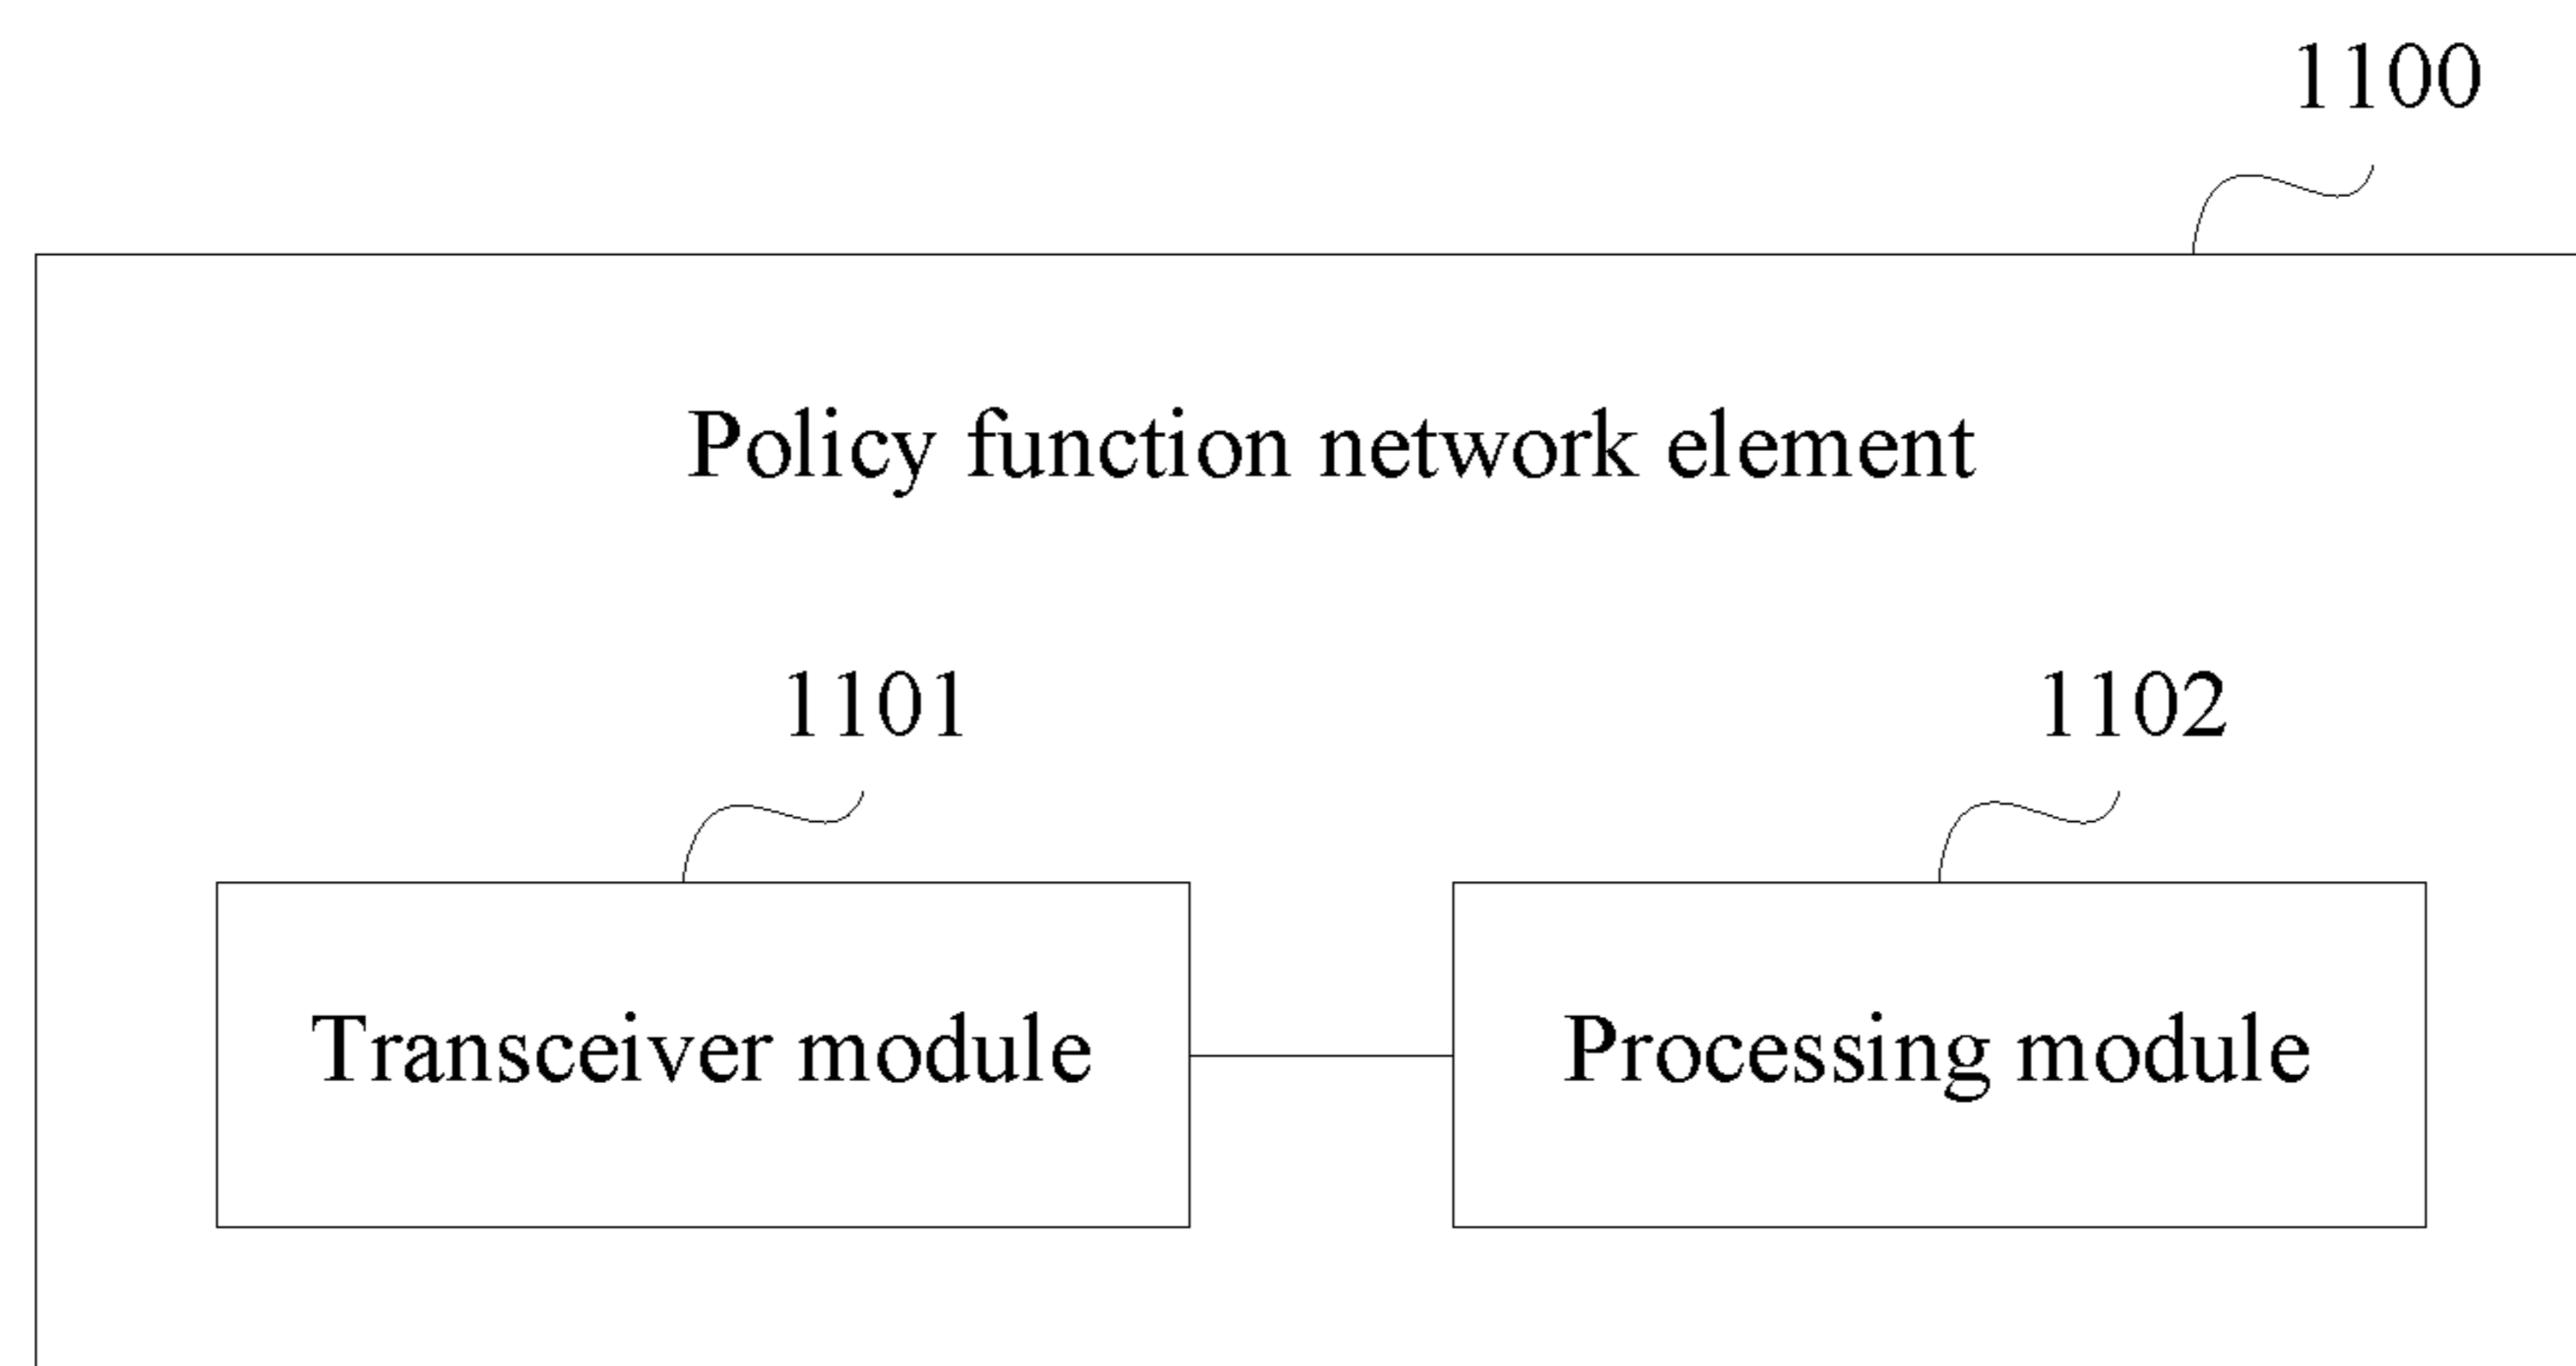 1100
Policy function network element
1101
1102
Transceiver module
Processing module